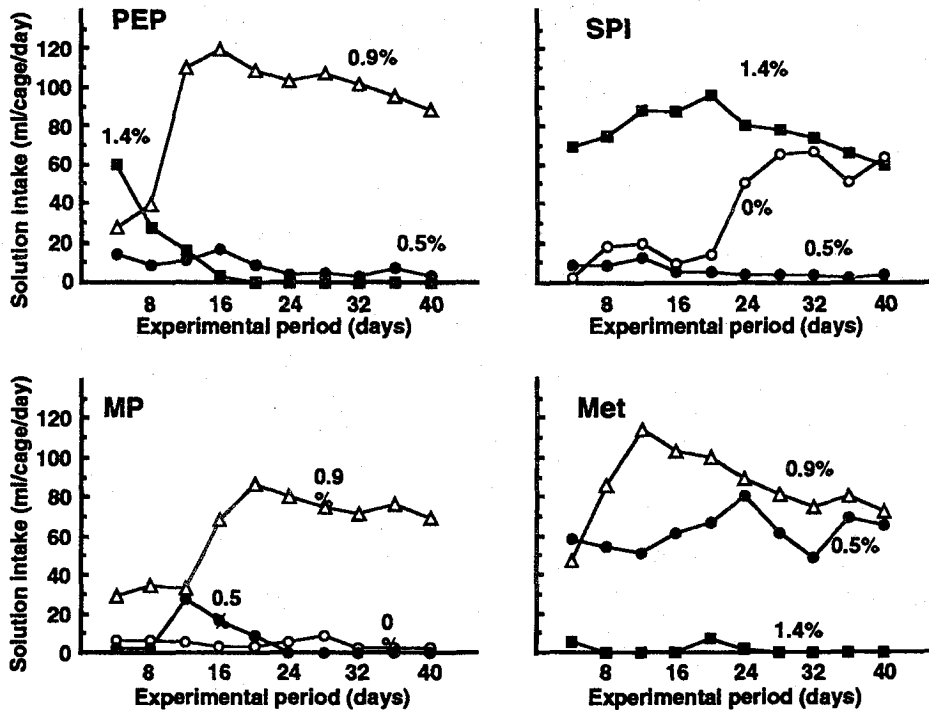 PEP
Solution Intake (ml/cage/day)
120
100
80
60
40
20
0
0.9%
1.4%
0.5%
8 16 24 32 40
Experimental period (days)
SPI
1.4%
0%
0.5%
8 16 24 32 40
Experimental period (days)
MP
Solution Intake (ml/cage/day)
120
100
80
60
40
20
0
0.9
%
0.5
%
0
%
8 16 24 32 40
Experimental period (days)
Met
0.9%
0.5%
1.4%
8 16 24 32 40
Experimental period (days)